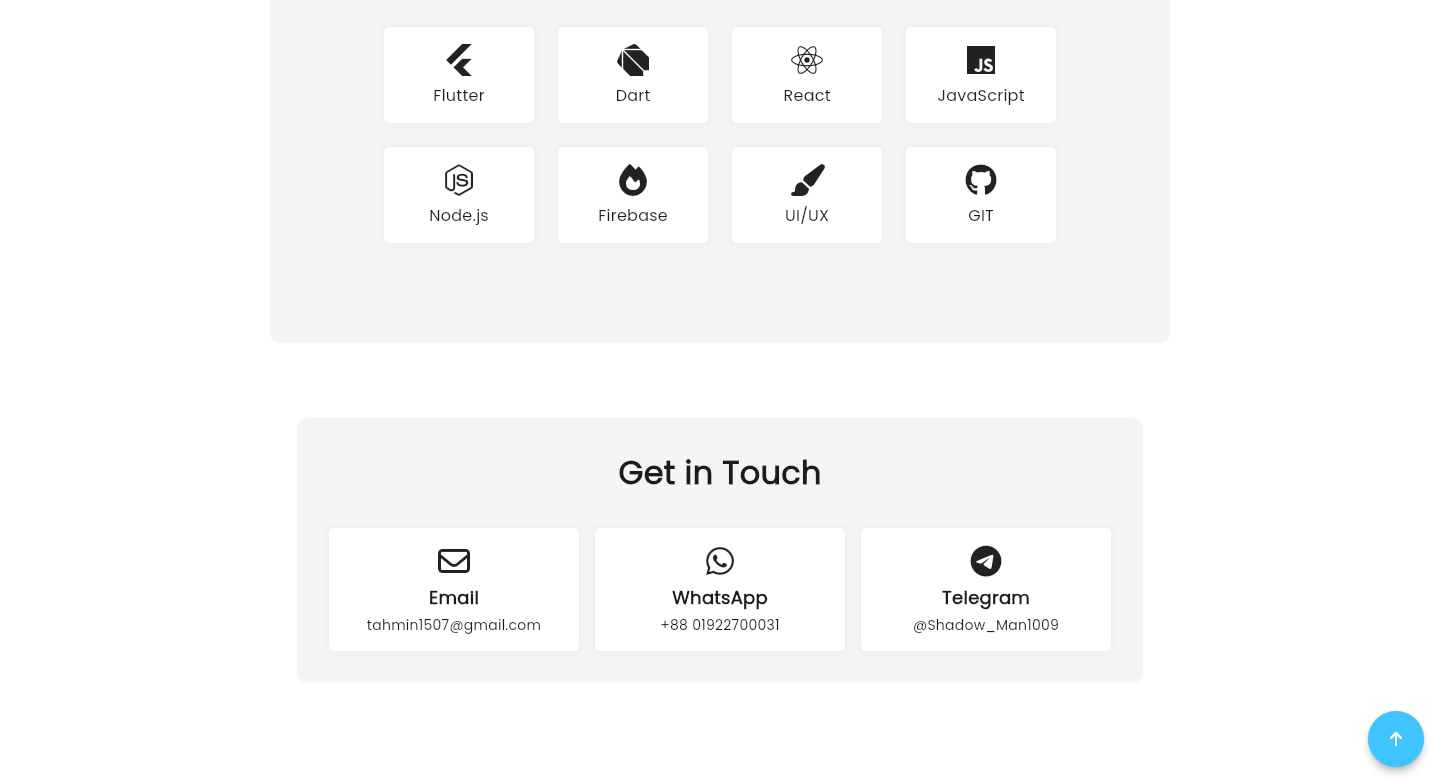 Flutter
Dart
React
JS
JavaScript
JS
Node.js
Firebase
UI/UX
GIT
Get in Touch
Email
tahmin1507@gmail.com
WhatsApp
+88 01922700031
Telegram
@Shadow_Man1009